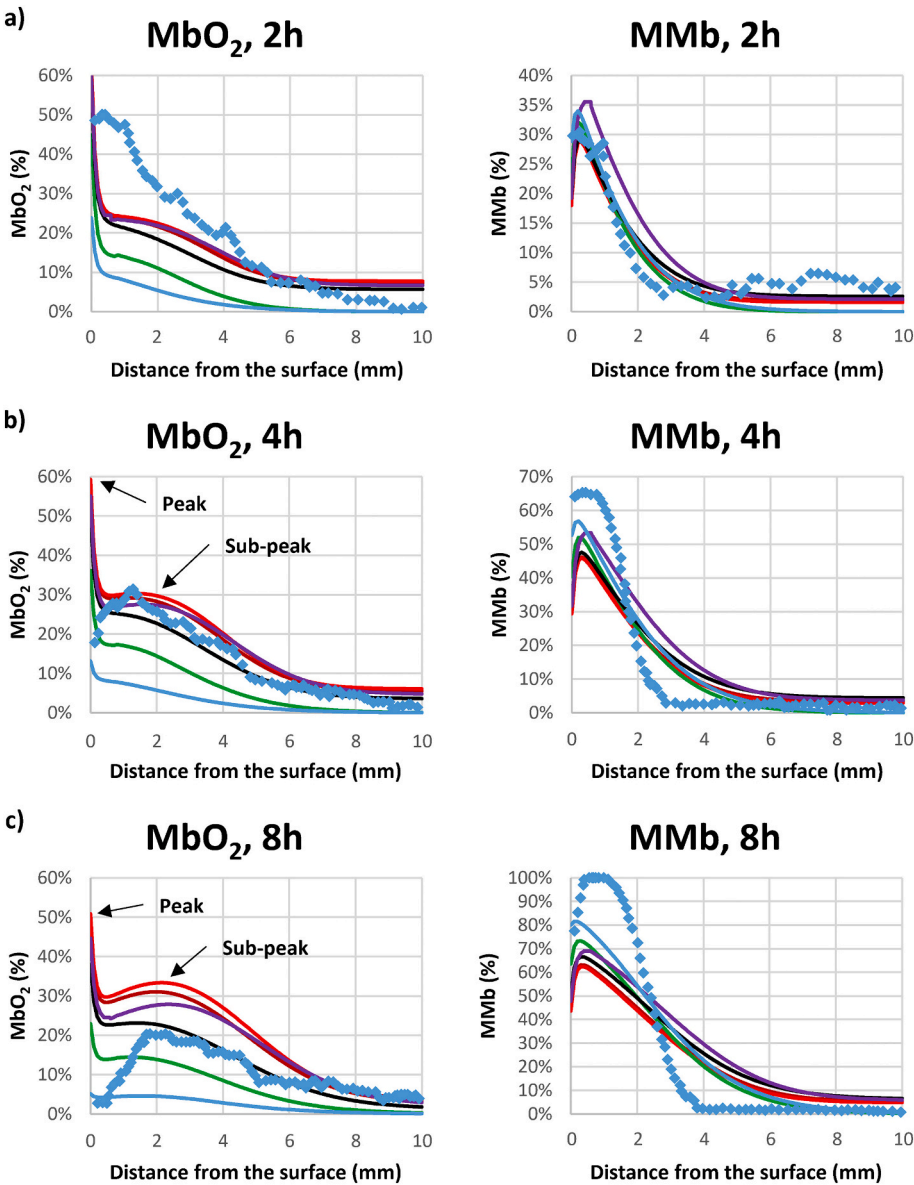 a)
MbO₂, 2h
MbO₂ (%)
60%
50%
40%
30%
20%
10%
0%
0 2 4 6 8 10
Distance from the surface (mm)
MMb, 2h
MMb (%)
40%
35%
30%
25%
20%
15%
10%
5%
0%
0 2 4 6 8 10
Distance from the surface (mm)
b)
MbO₂, 4h
MbO₂ (%)
60%
50%
40%
30%
20%
10%
0%
Peak
Sub-peak
0 2 4 6 8 10
Distance from the surface (mm)
MMb, 4h
MMb (%)
70%
60%
50%
40%
30%
20%
10%
0%
0 2 4 6 8 10
Distance from the surface (mm)
c)
MbO₂, 8h
MbO₂ (%)
60%
50%
40%
30%
20%
10%
0%
Peak
Sub-peak
0 2 4 6 8 10
Distance from the surface (mm)
MMb, 8h
MMb (%)
100%
90%
80%
70%
60%
50%
40%
30%
20%
10%
0%
0 2 4 6 8 10
Distance from the surface (mm)